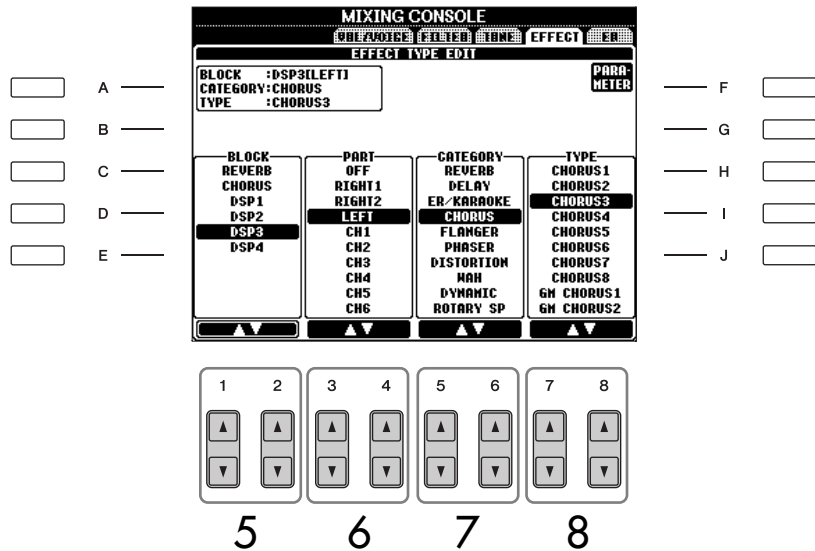 MIXING CONSOLE
VOL/VOICE FILTER TUNE EFFECT EQ
EFFECT TYPE EDIT
BLOCK :DSP3[LEFT]
CATEGORY:CHORUS
TYPE :CHORUS3
PARA-
METER
A
B
C
D
E
F
G
H
I
J
BLOCK
REVERB
CHORUS
DSP1
DSP2
DSP3
DSP4
PART
OFF
RIGHT1
RIGHT2
LEFT
CH1
CH2
CH3
CH4
CH5
CH6
CATEGORY
REVERB
DELAY
ER/KARAOKE
CHORUS
FLANGER
PHASER
DISTORTION
WAH
DYNAMIC
ROTARY SP
TYPE
CHORUS1
CHORUS2
CHORUS3
CHORUS4
CHORUS5
CHORUS6
CHORUS7
CHORUS8
GM CHORUS1
GM CHORUS2
1 2 3 4 5 6 7 8
5 6 7 8